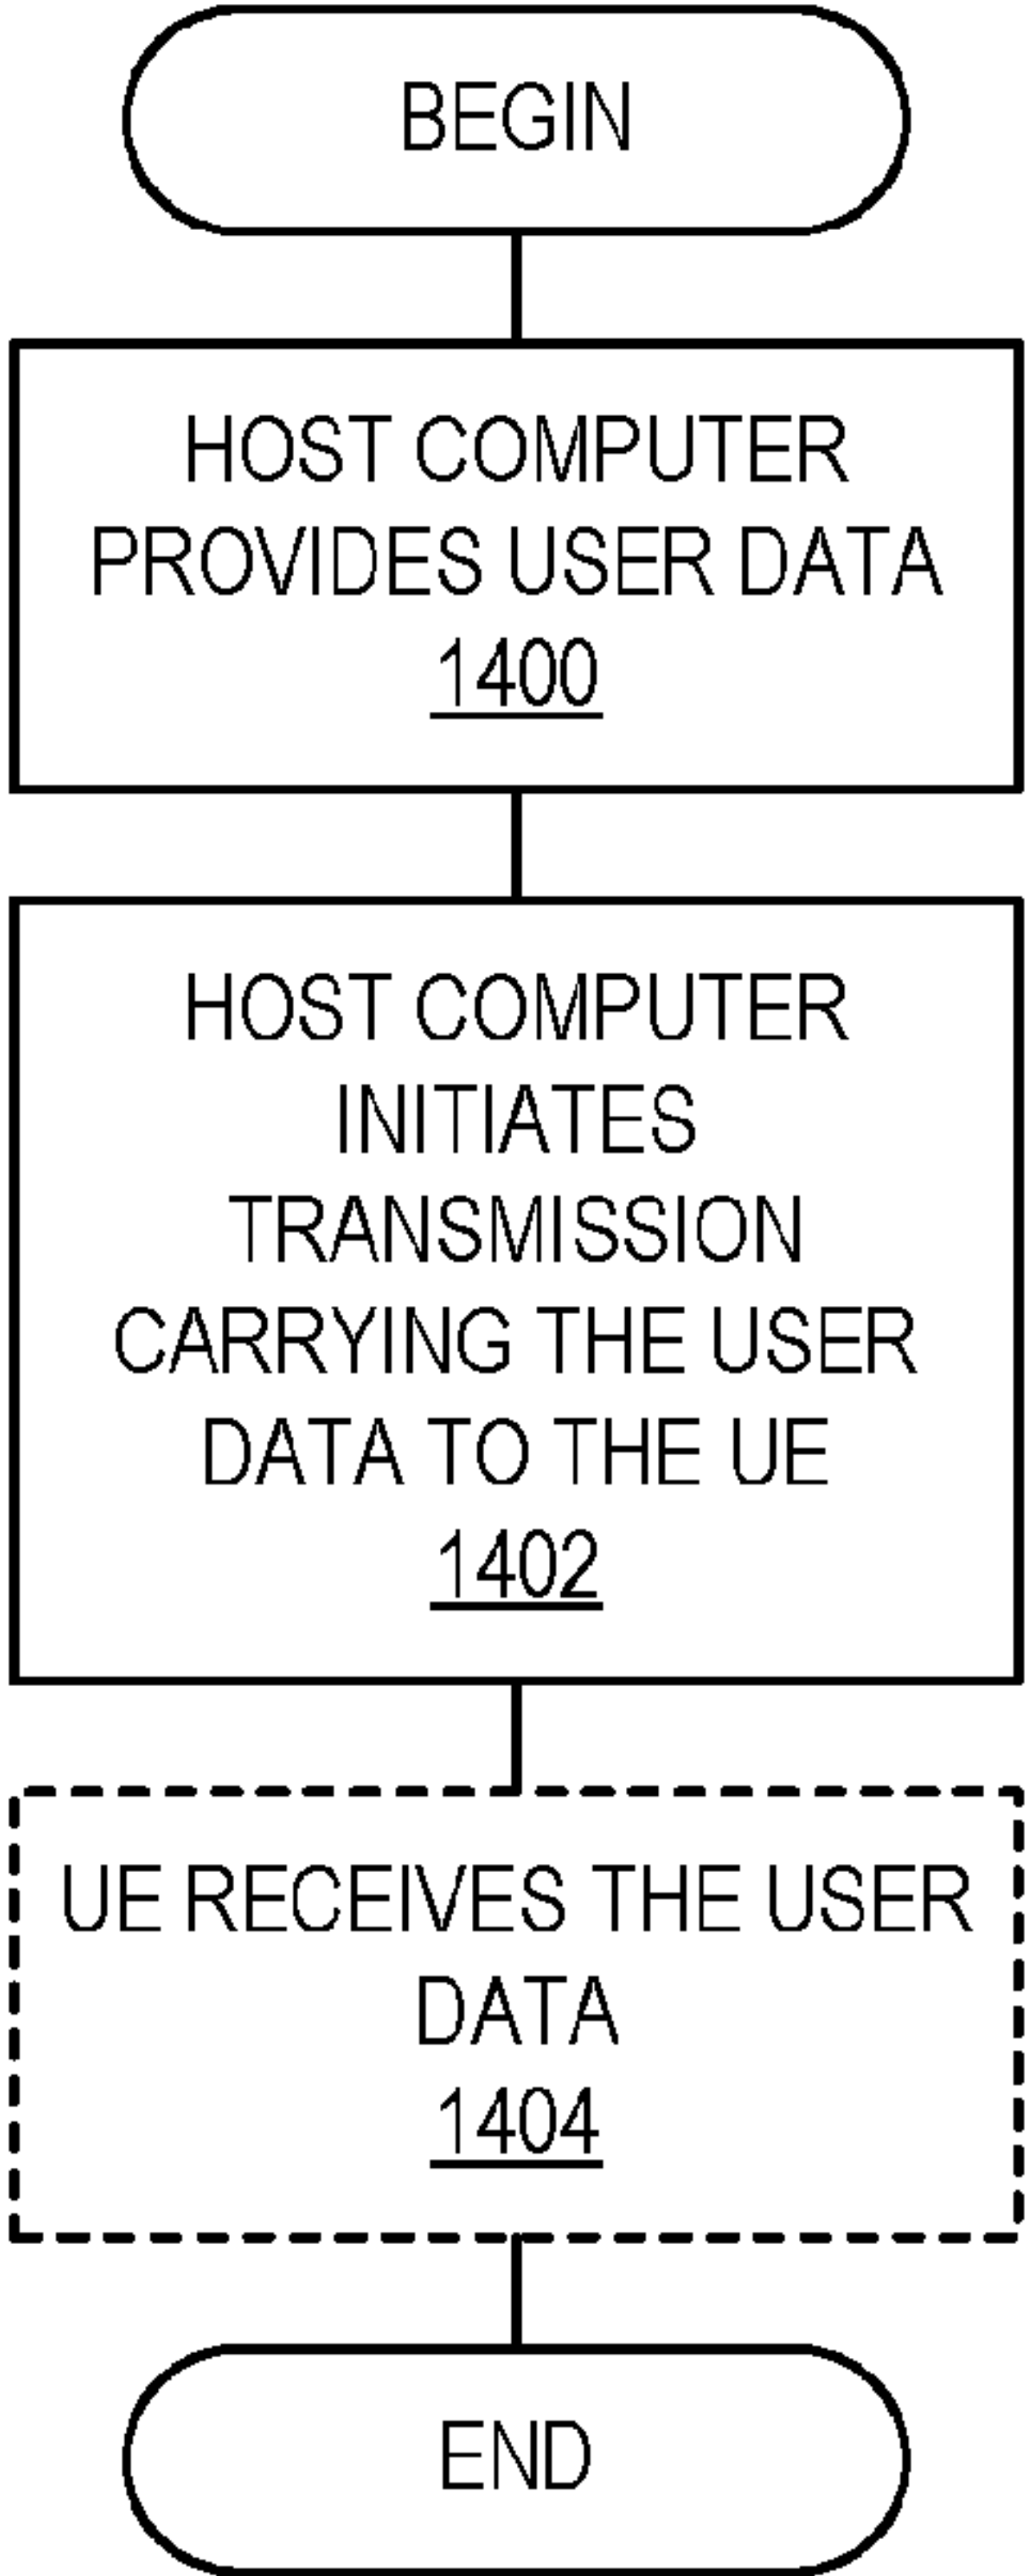 BEGIN
HOST COMPUTER
PROVIDES USER DATA
1400
HOST COMPUTER
INITIATES
TRANSMISSION
CARRYING THE USER
DATA TO THE UE
1402
UE RECEIVES THE USER
DATA
1404
END